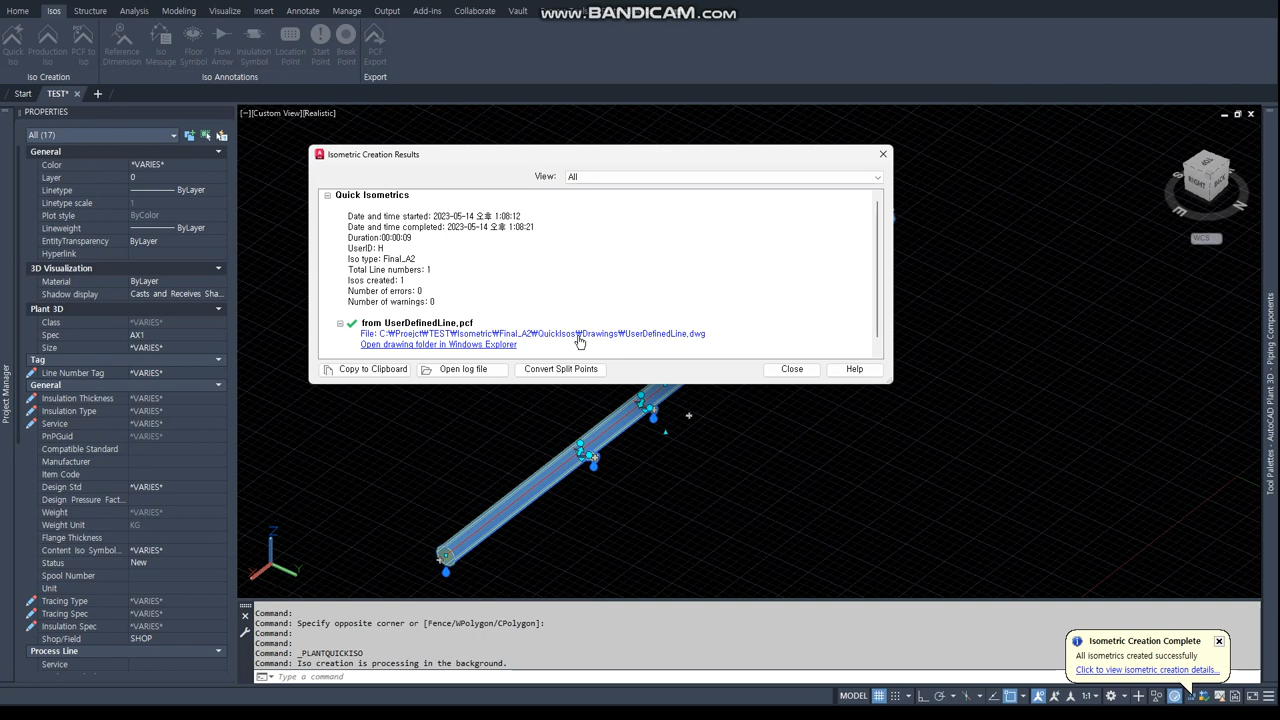 Home Isos Structure Analysis Modeling Visualize Insert Annotate Manage Output Add-ins Collaborate Vault
www.BANDICAM.com
Quick Iso
Production Iso
PCF to Iso
Reference Dimension
Iso Message
Floor Symbol
Flow Arrow
Insulation Symbol
Location Point
Start Point
Break Point
PCF Export
Iso Creation
Iso Annotations
Export
Start
TEST*
PROPERTIES
[−][Custom View][Realistic]
All (17)
General
Color *VARIES*
Layer 0
Linetype ByLayer
Linetype scale 1
Plot style ByColor
Lineweight ByLayer
EntityTransparency ByLayer
Hyperlink
3D Visualization
Material ByLayer
Shadow display Casts and Receives Sha...
Plant 3D
Class *VARIES*
Spec AX1
Size *VARIES*
Tag
Line Number Tag *VARIES*
General
Insulation Thickness *VARIES*
Insulation Type *VARIES*
Service *VARIES*
PnPGuid *VARIES*
Compatible Standard *VARIES*
Manufacturer
Item Code
Design Std *VARIES*
Design Pressure Fact...
Weight *VARIES*
Weight Unit KG
Flange Thickness
Content Iso Symbol... *VARIES*
Status New
Spool Number
Unit
Tracing Type *VARIES*
Tracing Spec *VARIES*
Insulation Spec *VARIES*
Shop/Field SHOP
Process Line
Service
Project Manager
Isometric Creation Results
View: All
Quick Isometrics
Date and time started: 2023-05-14 오후 1:08:12
Date and time completed: 2023-05-14 오후 1:08:21
Duration:00:00:09
UserID: H
Iso type: Final_A2
Total Line numbers: 1
Isos created: 1
Number of errors: 0
Number of warnings: 0
from UserDefinedLine.pcf
File: C:₩Proejct₩TEST₩Isometric₩Final_A2₩QuickIsos₩Drawings₩UserDefinedLine.dwg
Open drawing folder in Windows Explorer
Copy to Clipboard
Open log file
Convert Split Points
Close
Help
TOP
RIGHT
BACK
E
N
WCS
Tool Palettes - AutoCAD Plant 3D - Piping Components
Z
X
Y
Command:
Command: Specify opposite corner or [Fence/WPolygon/CPolygon]:
Command:
Command:
Command: _PLANTQUICKISO
Command: Iso creation is processing in the background.
Type a command
Isometric Creation Complete
All isometrics created successfully
Click to view isometric creation details...
MODEL
1:1